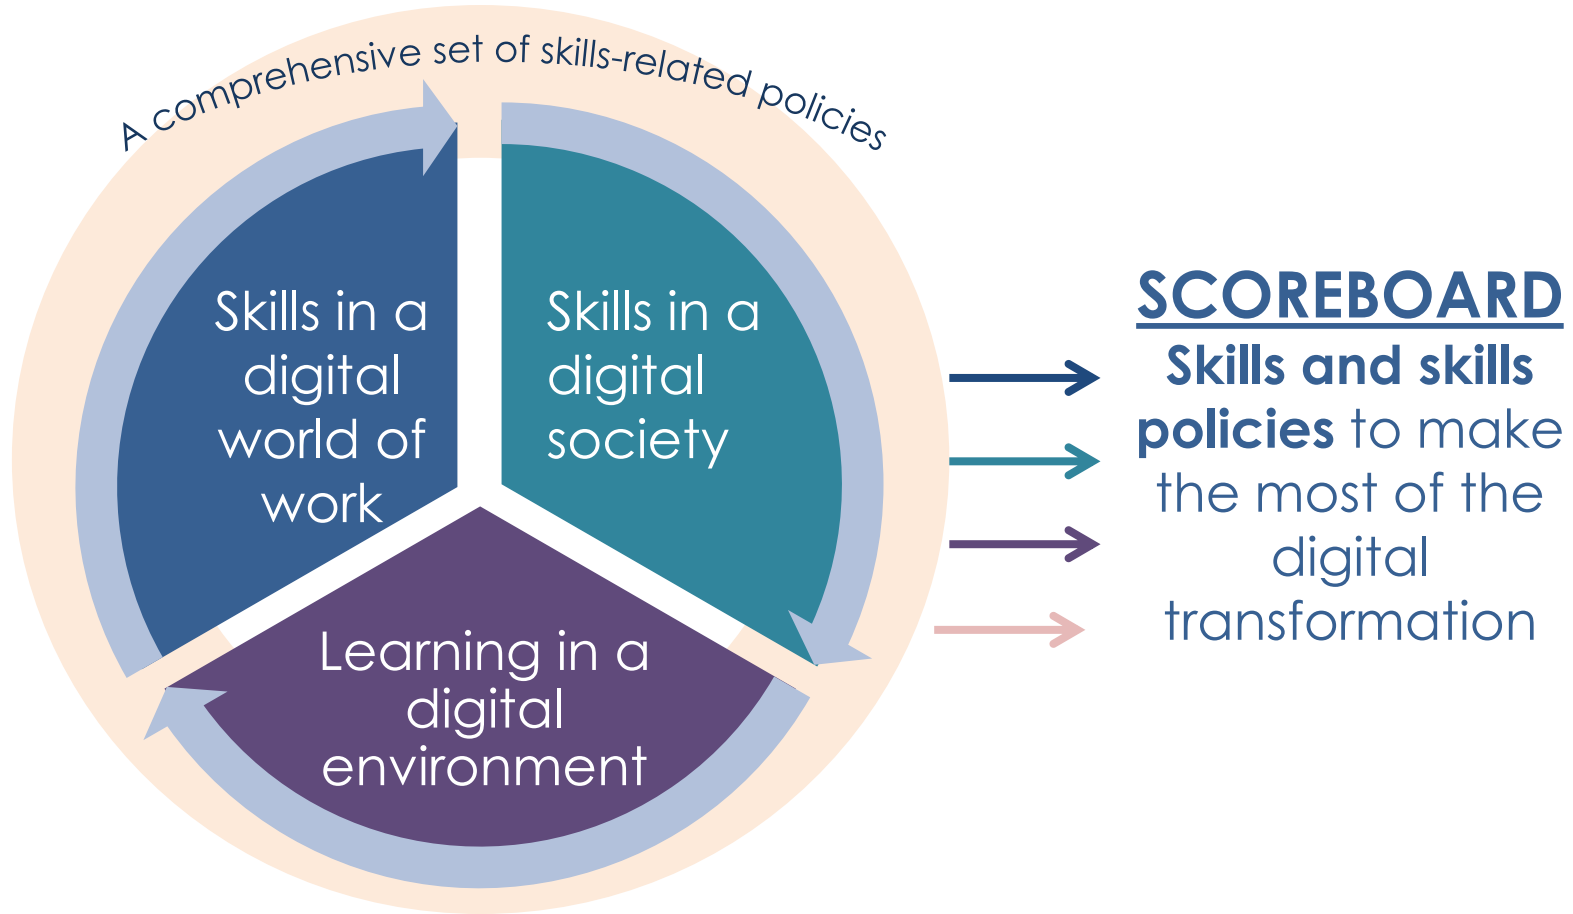 A comprehensive set of skills-related policies
Skills in a
digital
world of
work
Skills in a
digital
society
Learning in a
digital
environment
SCOREBOARD
Skills and skills
policies to make
the most of the
digital
transformation